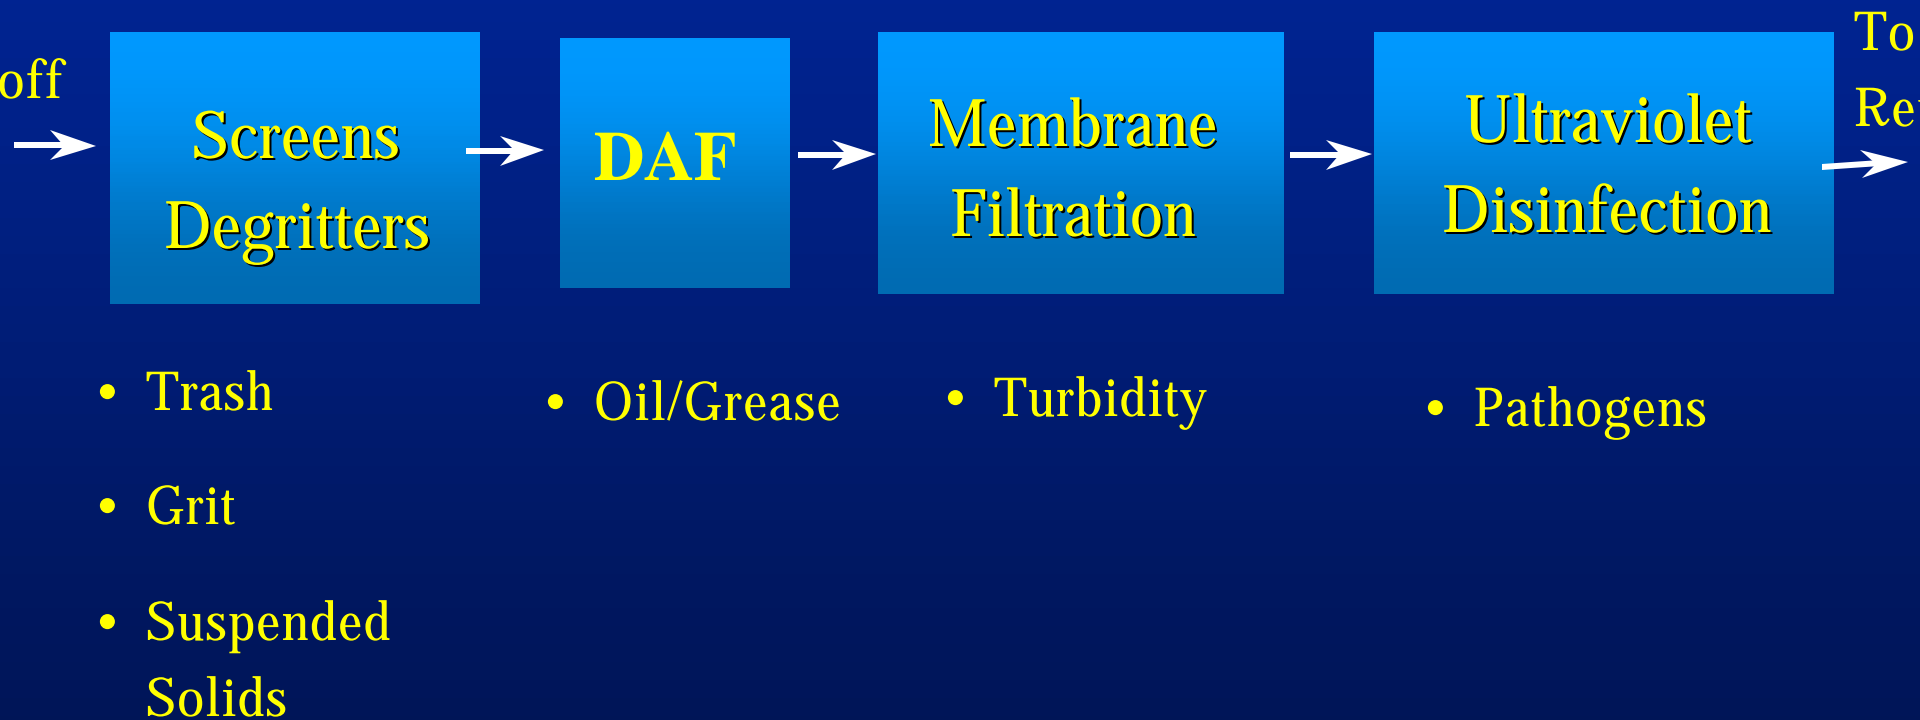 off
Screens
Degritters
DAF
Membrane
Filtration
Ultraviolet
Disinfection
To
• Trash
• Grit
• Suspended
Solids
• Oil/Grease
• Turbidity
• Pathogens